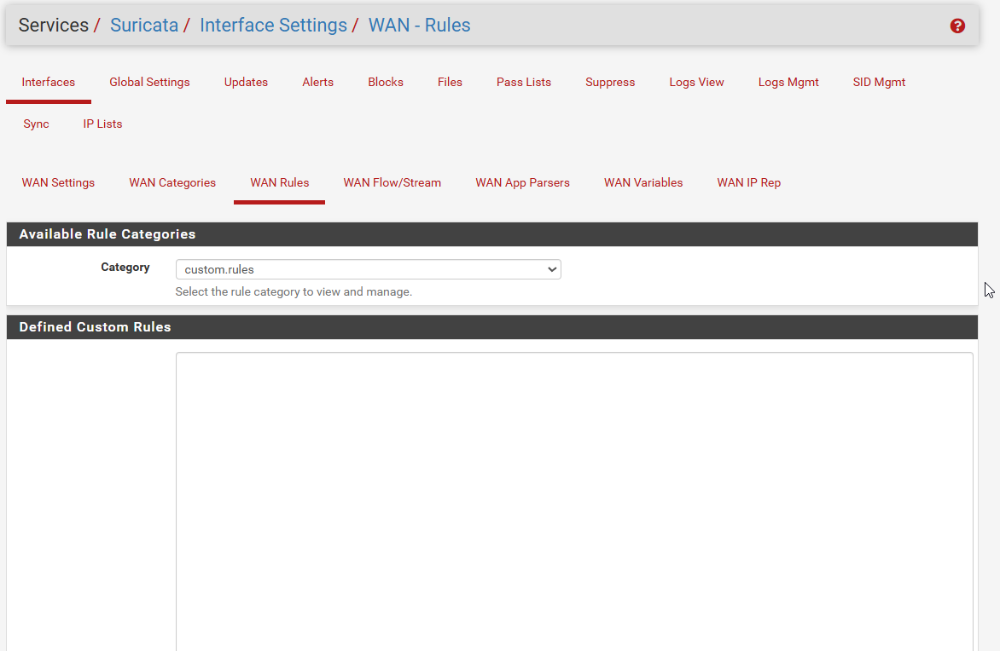 Services / Suricata / Interface Settings / WAN - Rules ?
Interfaces Global Settings Updates Alerts Blocks Files Pass Lists Suppress Logs View Logs Mgmt SID Mgmt
Sync IP Lists
WAN Settings WAN Categories WAN Rules WAN Flow/Stream WAN App Parsers WAN Variables WAN IP Rep
Available Rule Categories
Category custom.rules
Select the rule category to view and manage.
Defined Custom Rules